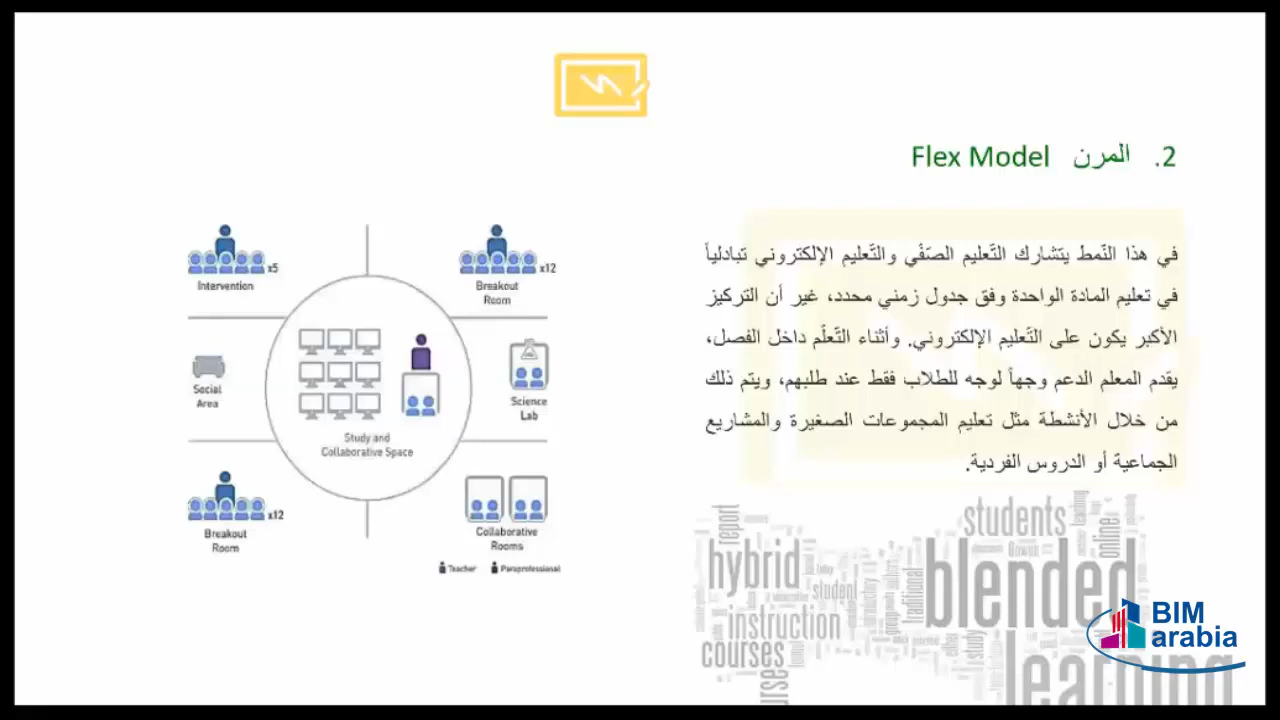 2. المرن Flex Model
في هذا النّمط يتشارك التّعليم الصّفّي والتّعليم الإلكتروني تبادلياً
في تعليم المادة الواحدة وفق جدول زمني محدد، غير أن التركيز
الأكبر يكون على التّعليم الإلكتروني. وأثناء التّعلّم داخل الفصل،
يقدم المعلم الدعم وجهاً لوجه للطلاب فقط عند طلبهم، ويتم ذلك
من خلال الأنشطة مثل تعليم المجموعات الصغيرة والمشاريع
الجماعية أو الدروس الفردية.
x5
Intervention
x12
Breakout
Room
Social
Area
Study and
Collaborative Space
Science
Lab
x12
Breakout
Room
Collaborative
Rooms
Teacher Paraprofessional
students
report
online
hybrid
blended
student
traditional
instruction
courses
study
learning
BIM
arabia